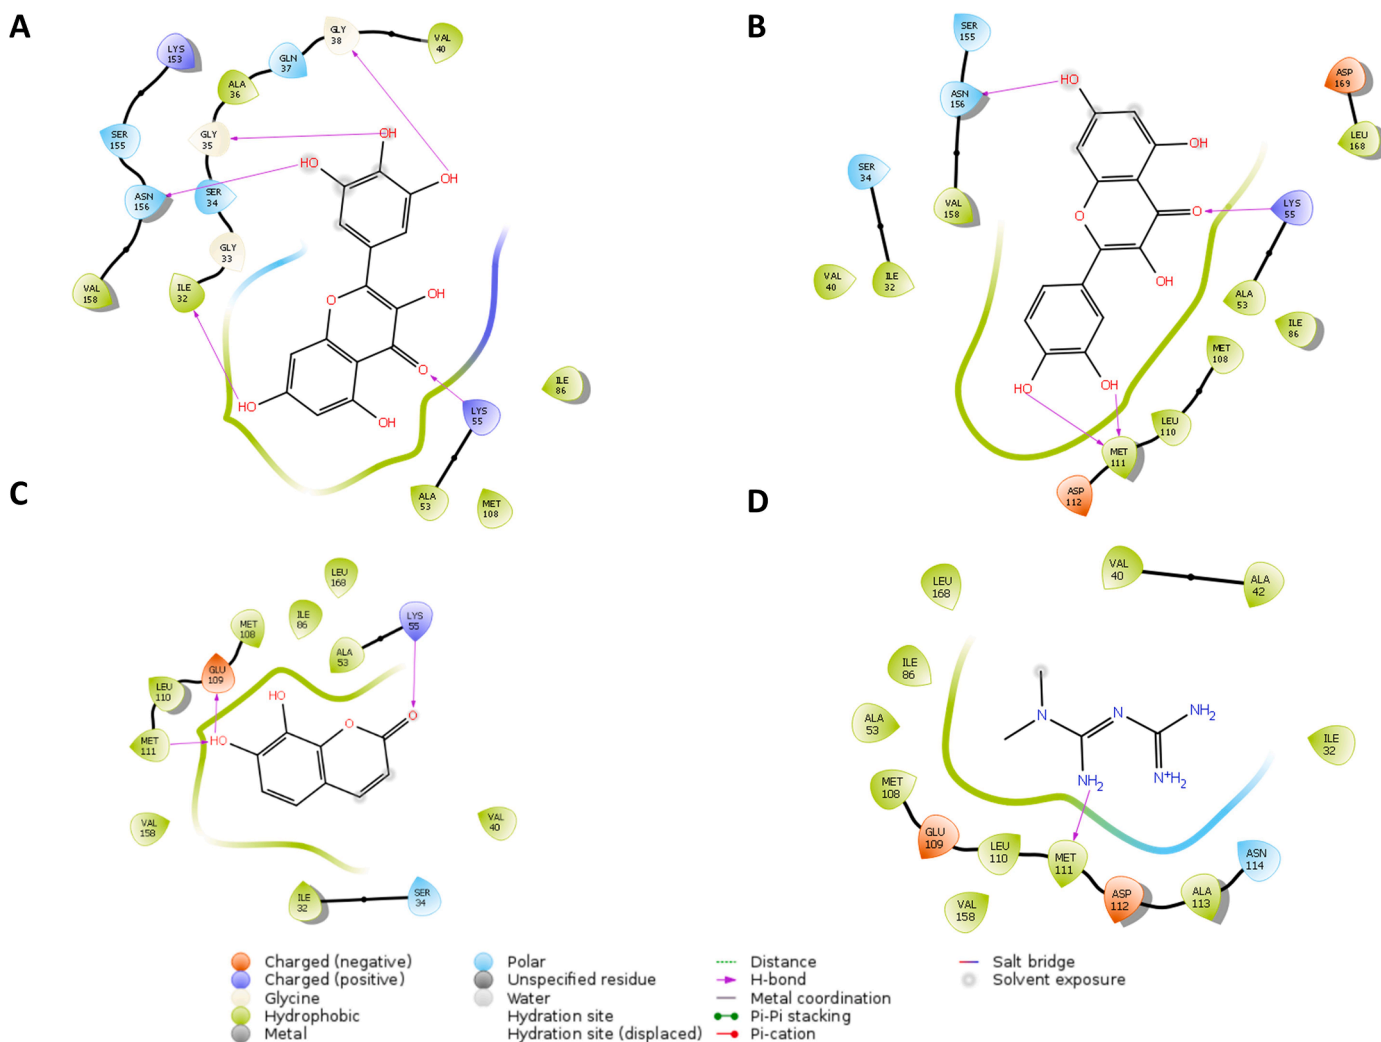 A
LYS
153
GLY
38
VAL
40
GLN
37
ALA
36
SER
155
GLY
35
OH
HO
OH
ASN
156
SER
34
GLY
33
VAL
158
ILE
32
O
OH
O
HO
OH
LYS
55
ILE
86
ALA
53
MET
108
B
SER
155
HO
ASN
156
ASP
169
LEU
168
OH
SER
34
VAL
158
O
O
LYS
55
VAL
40
ILE
32
OH
ALA
53
ILE
86
MET
108
HO
OH
LEU
110
MET
111
ASP
112
C
LEU
168
ILE
86
LYS
55
MET
108
ALA
53
GLU
109
LEU
110
HO
O
O
MET
111
HO
VAL
158
VAL
40
ILE
32
SER
34
D
VAL
40
ALA
42
LEU
168
ILE
86
ALA
53
N
N
NH2
NH2
N+H2
ILE
32
MET
108
GLU
109
LEU
110
MET
111
ASP
112
ALA
113
ASN
114
VAL
158
Charged (negative)
Charged (positive)
Glycine
Hydrophobic
Metal
Polar
Unspecified residue
Water
Hydration site
Hydration site (displaced)
Distance
H-bond
Metal coordination
Pi-Pi stacking
Pi-cation
Salt bridge
Solvent exposure